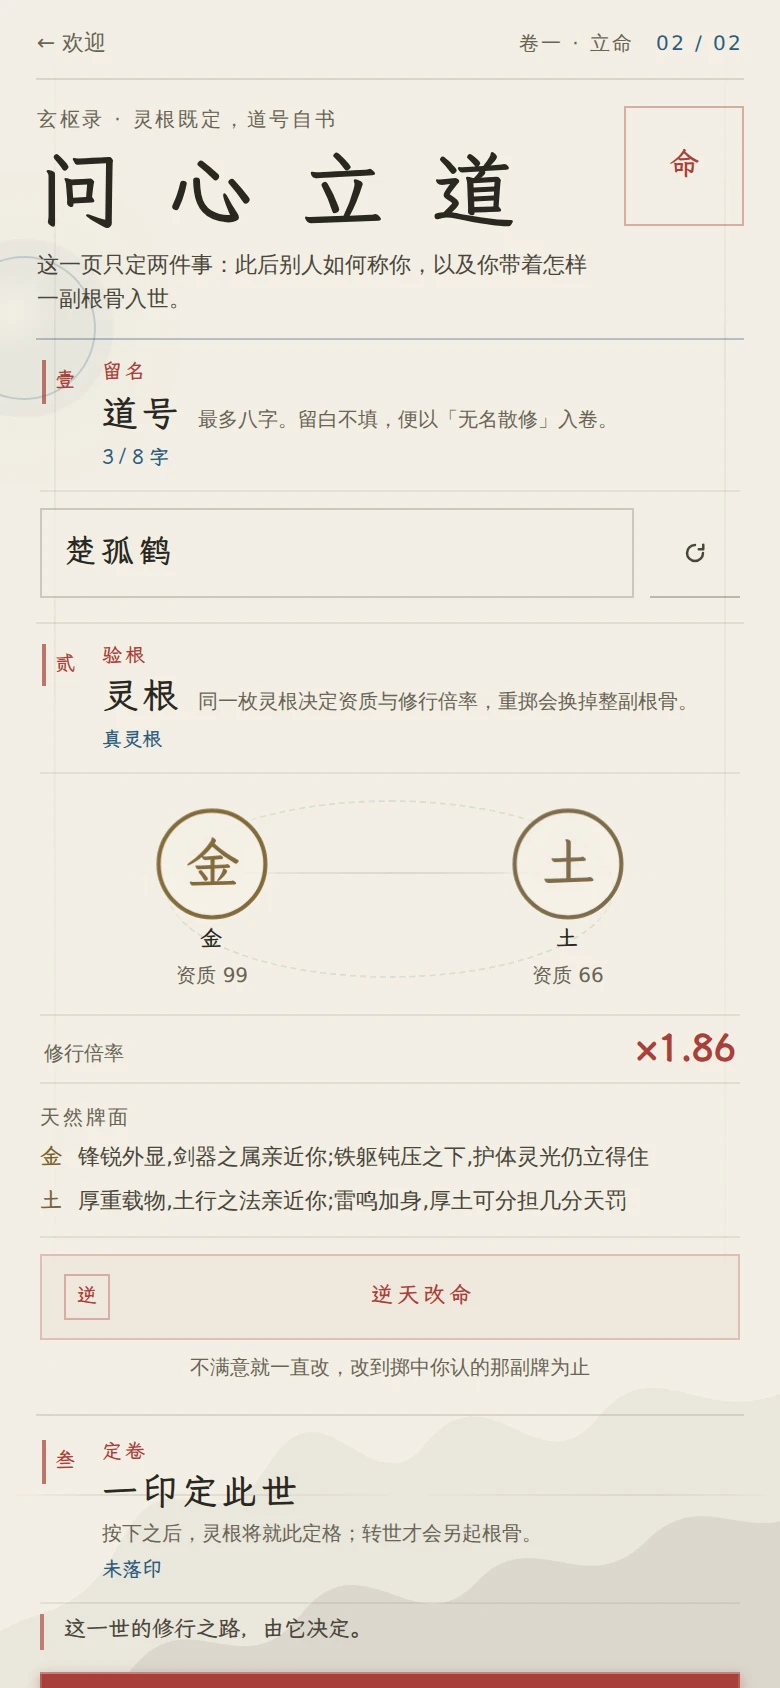 ← 欢迎
卷一 · 立命 02 / 02
玄枢录 · 灵根既定，道号自书
命
问心立道
这一页只定两件事：此后别人如何称你，以及你带着怎样
一副根骨入世。
壹 留名
道号 最多八字。留白不填，便以「无名散修」入卷。
3 / 8 字
楚孤鹤
贰 验根
灵根 同一枚灵根决定资质与修行倍率，重掷会换掉整副根骨。
真灵根
金 土
金 土
资质 99 资质 66
修行倍率 ×1.86
天然牌面
金 锋锐外显,剑器之属亲近你;铁躯钝压之下,护体灵光仍立得住
土 厚重载物,土行之法亲近你;雷鸣加身,厚土可分担几分天罚
逆 逆天改命
不满意就一直改，改到掷中你认的那副牌为止
叁 定卷
一印定此世
按下之后，灵根将就此定格；转世才会另起根骨。
未落印
这一世的修行之路，由它决定。